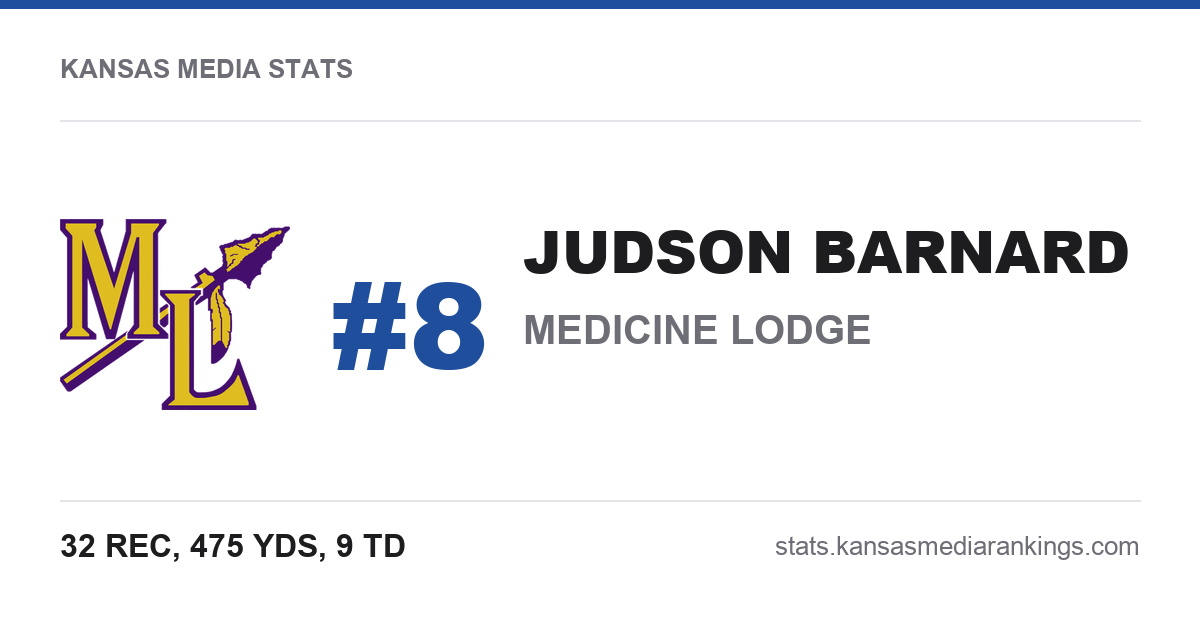 KANSAS MEDIA STATS
ML
#8
JUDSON BARNARD
MEDICINE LODGE
32 REC, 475 YDS, 9 TD
stats.kansasmediarankings.com